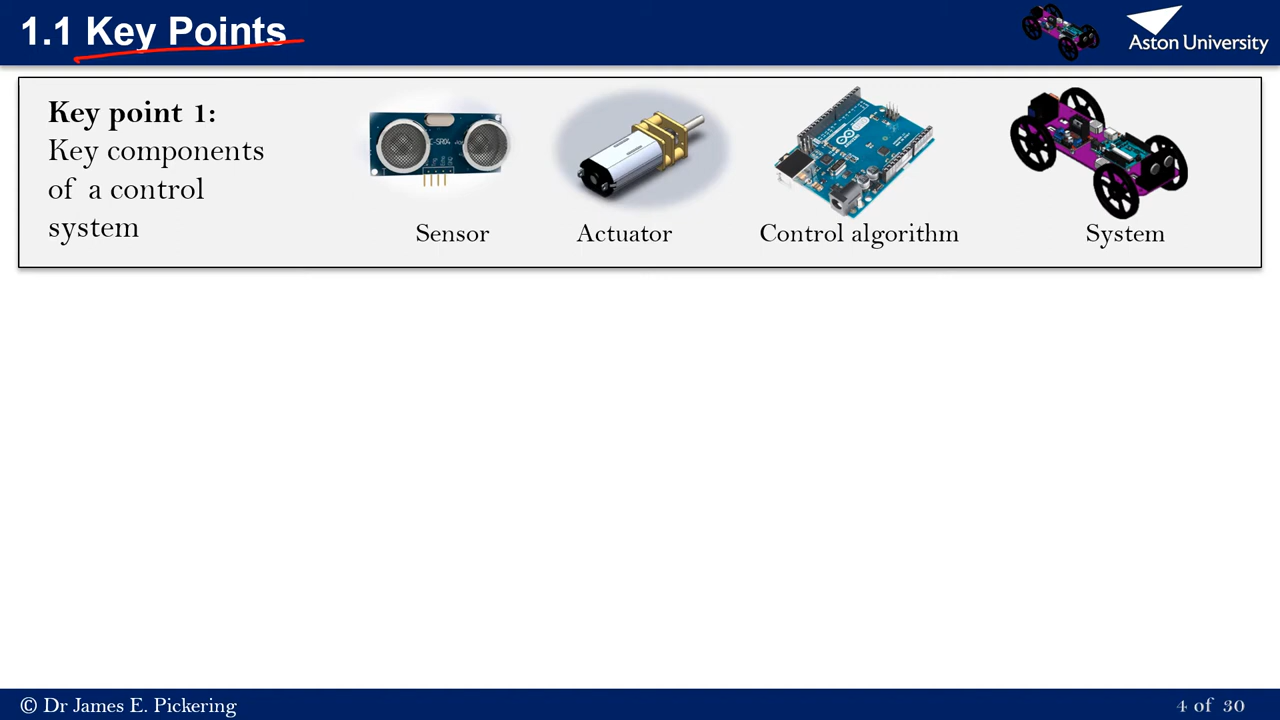 1.1 Key Points
Aston University
Key point 1:
Key components
of a control
system
Sensor
Actuator
Control algorithm
System
© Dr James E. Pickering
4 of 30